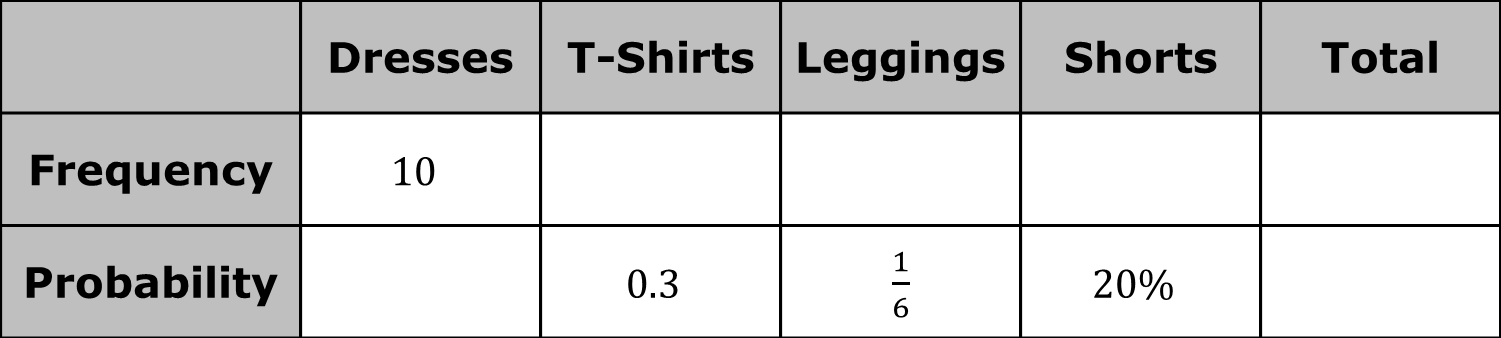 Dresses T-Shirts Leggings Shorts Total
Frequency 10
Probability 0.3 1/6 20%